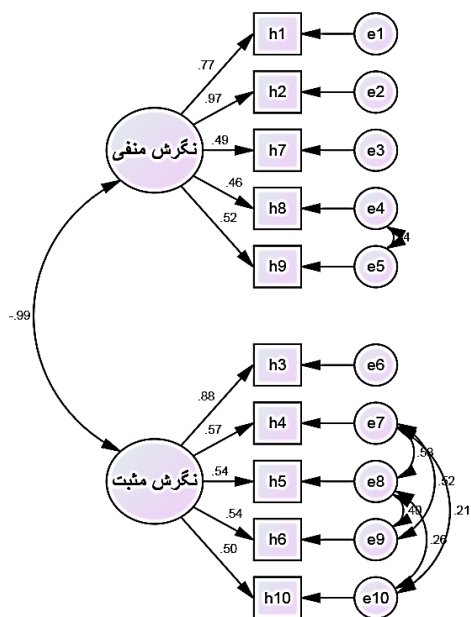 h1
e1
.77
h2
e2
.97
نگرش منفی
h7
e3
.49
.46
h8
e4
.52
h9
e5
-.99
h3
e6
.88
h4
e7
.57
نگرش مثبت
h5
e8
.54
.52
.21
.54
h6
e9
.26
.50
h10
e10